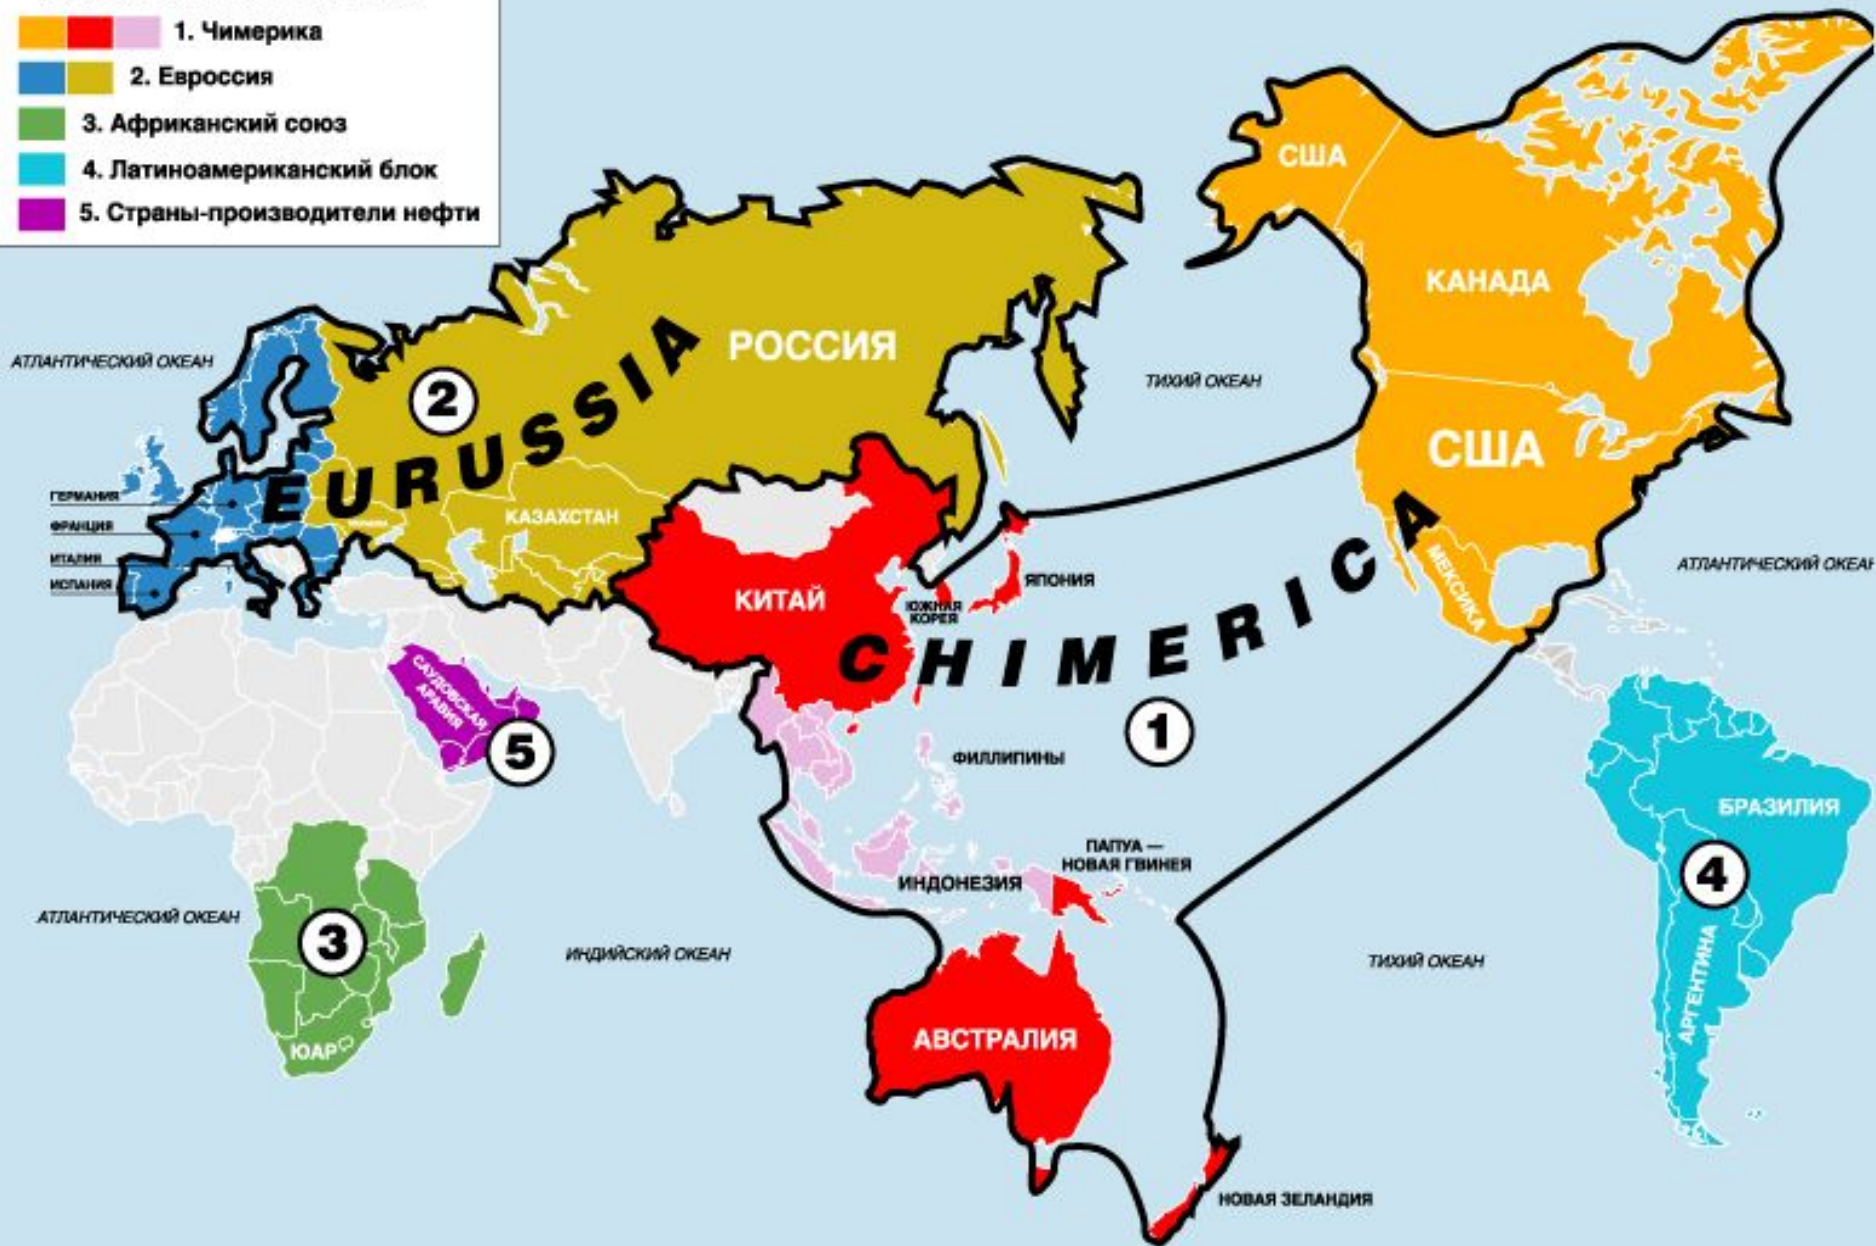 1. Чимерика
2. Евроссия
3. Африканский союз
4. Латиноамериканский блок
5. Страны-производители нефти
США
КАНАДА
АТЛАНТИЧЕСКИЙ ОКЕАН
РОССИЯ
ТИХИЙ ОКЕАН
2
EURUSSIA
США
ГЕРМАНИЯ
ФРАНЦИЯ
ИТАЛИЯ
ИСПАНИЯ
КАЗАХСТАН
МЕКСИКА
АТЛАНТИЧЕСКИЙ ОКЕАН
КИТАЙ
ЯПОНИЯ
ЮЖНАЯ
КОРЕЯ
CHIMERICA
1
САУДОВСКАЯ
АРАВИЯ
5
ФИЛЛИПИНЫ
БРАЗИЛИЯ
ПАПУА —
НОВАЯ ГВИНЕЯ
ИНДОНЕЗИЯ
4
АТЛАНТИЧЕСКИЙ ОКЕАН
3
ИНДИЙСКИЙ ОКЕАН
ТИХИЙ ОКЕАН
АРГЕНТИНА
ЮАР
АВСТРАЛИЯ
НОВАЯ ЗЕЛАНДИЯ